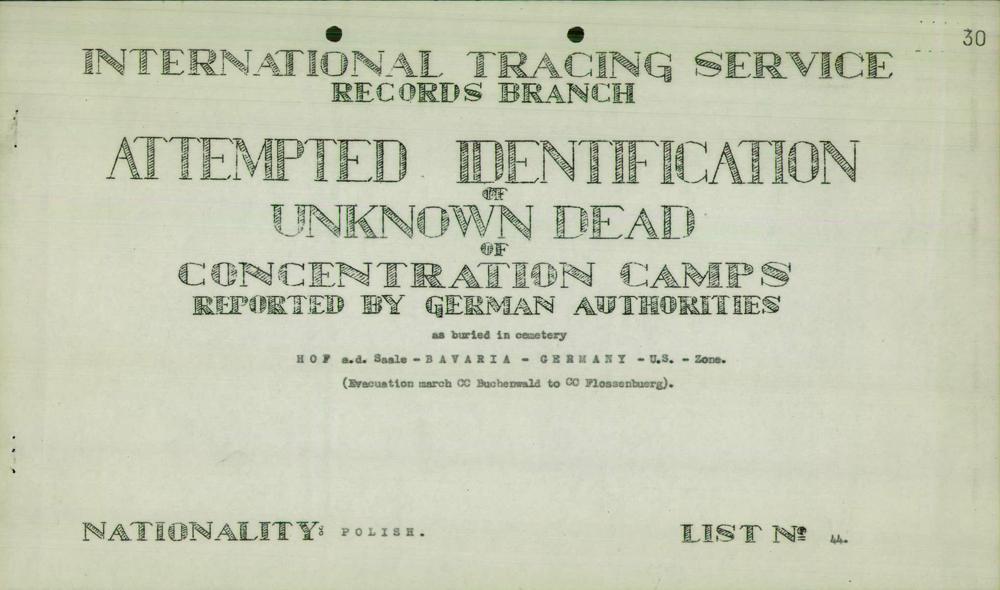 30
INTERNATIONAL TRACING SERVICE
RECORDS BRANCH
ATTEMPTED IDENTIFICATION
OF
UNKNOWN DEAD
OF
CONCENTRATION CAMPS
REPORTED BY GERMAN AUTHORITIES
as buried in cemetery
HOF a.d. Saale - BAVARIA - GERMANY - U.S. - Zone.
(Evacuation march CC Buchenwald to CC Flossenbuerg).
NATIONALITY: POLISH. LIST Nº 44.